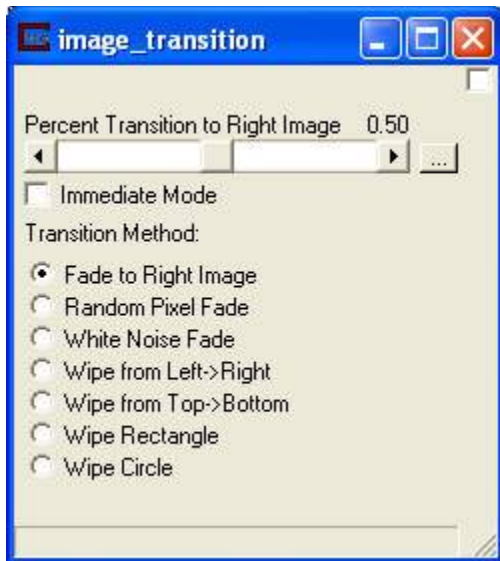 image_transition
Percent Transition to Right Image 0.50
...
Immediate Mode
Transition Method:
Fade to Right Image
Random Pixel Fade
White Noise Fade
Wipe from Left->Right
Wipe from Top->Bottom
Wipe Rectangle
Wipe Circle